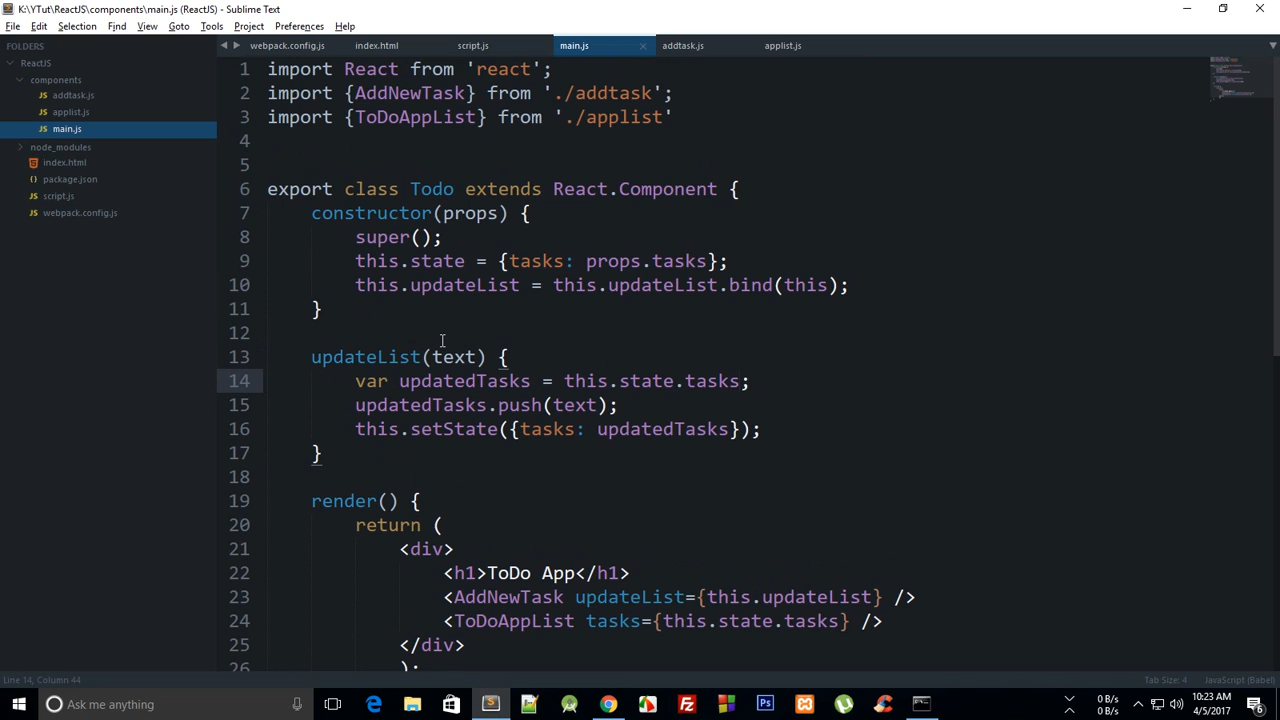 K:\YTut\ReactJS\components\main.js (ReactJS) - Sublime Text
File Edit Selection Find View Goto Tools Project Preferences Help
FOLDERS
ReactJS
components
addtask.js
applist.js
main.js
node_modules
index.html
package.json
script.js
webpack.config.js
webpack.config.js index.html script.js main.js addtask.js applist.js
1 import React from 'react';
2 import {AddNewTask} from './addtask';
3 import {ToDoAppList} from './applist'
4
5
6 export class Todo extends React.Component {
7 constructor(props) {
8 super();
9 this.state = {tasks: props.tasks};
10 this.updateList = this.updateList.bind(this);
11 }
12
13 updateList(text) {
14 var updatedTasks = this.state.tasks;
15 updatedTasks.push(text);
16 this.setState({tasks: updatedTasks});
17 }
18
19 render() {
20 return (
21 <div>
22 <h1>ToDo App</h1>
23 <AddNewTask updateList={this.updateList} />
24 <ToDoAppList tasks={this.state.tasks} />
25 </div>
26 );
Line 14, Column 44
Tab Size: 4 JavaScript (Babel)
Ask me anything
0 B/s
0 B/s
10:23 AM
4/5/2017
6